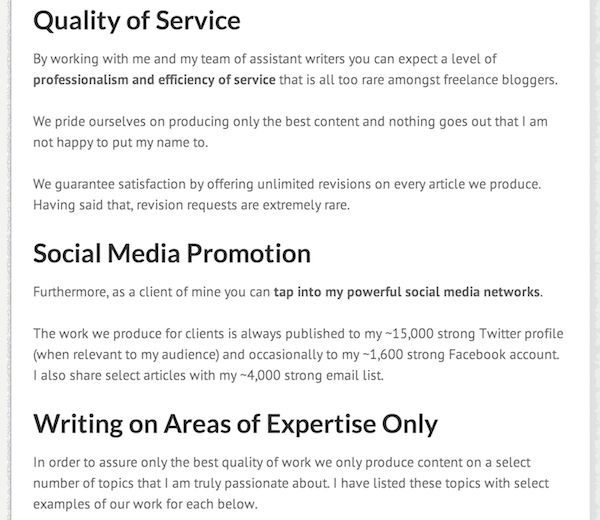 Quality of Service
By working with me and my team of assistant writers you can expect a level of
professionalism and efficiency of service that is all too rare amongst freelance bloggers.
We pride ourselves on producing only the best content and nothing goes out that I am
not happy to put my name to.
We guarantee satisfaction by offering unlimited revisions on every article we produce.
Having said that, revision requests are extremely rare.
Social Media Promotion
Furthermore, as a client of mine you can tap into my powerful social media networks.
The work we produce for clients is always published to my ~15,000 strong Twitter profile
(when relevant to my audience) and occasionally to my ~1,600 strong Facebook account.
I also share select articles with my ~4,000 strong email list.
Writing on Areas of Expertise Only
In order to assure only the best quality of work we only produce content on a select
number of topics that I am truly passionate about. I have listed these topics with select
examples of our work for each below.